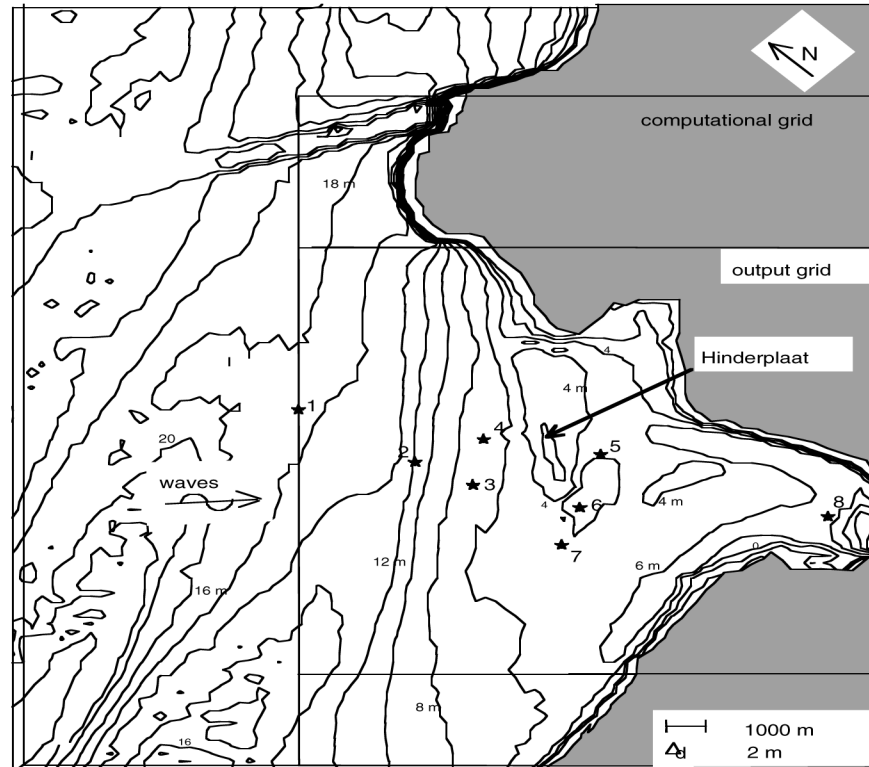 N
computational grid
18 m
output grid
4
Hinderplaat
4 m
1
20
4
2
5
waves
3
4
6
4 m
8
7
0
12 m
6 m
16 m
8 m
16
1000 m
d
2 m